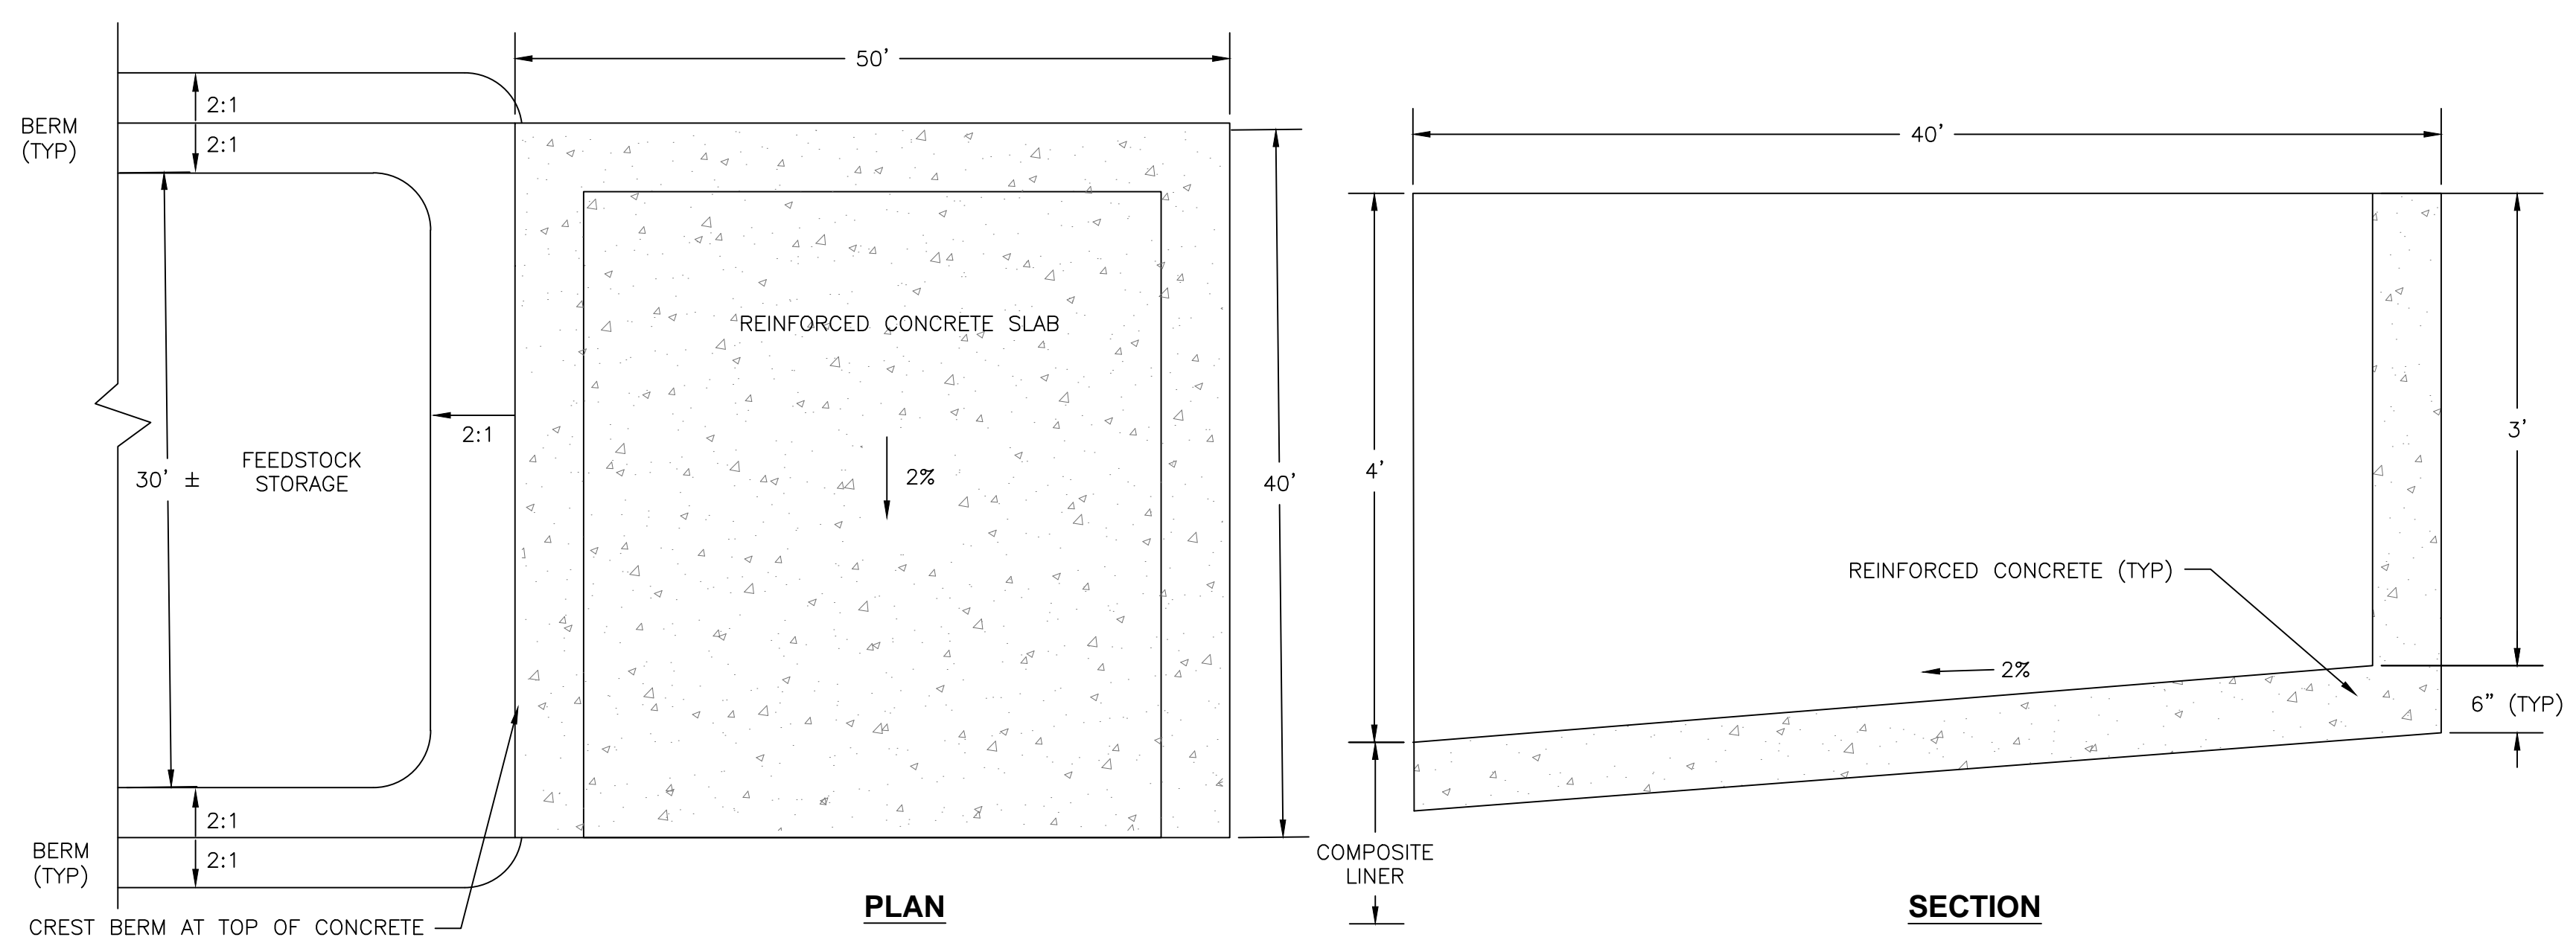 50'
2:1
BERM
(TYP)
2:1
30' ±
FEEDSTOCK
STORAGE
2:1
REINFORCED CONCRETE SLAB
2%
40'
2:1
BERM
(TYP)
2:1
CREST BERM AT TOP OF CONCRETE
PLAN
40'
4'
3'
REINFORCED CONCRETE (TYP)
2%
6" (TYP)
COMPOSITE
LINER
SECTION